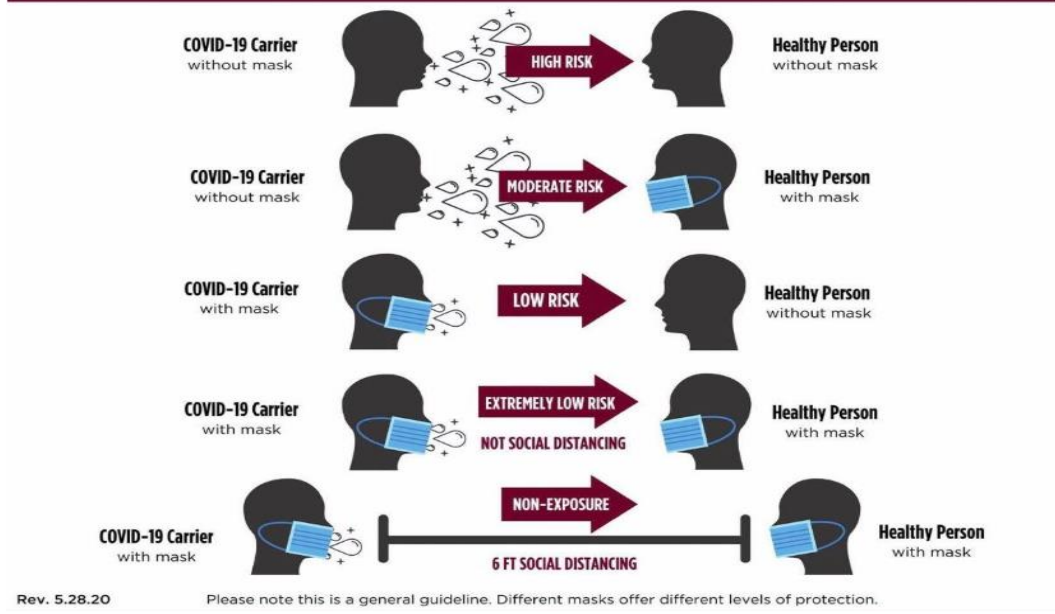 COVID-19 Carrier
without mask
HIGH RISK
Healthy Person
without mask
COVID-19 Carrier
without mask
MODERATE RISK
Healthy Person
with mask
COVID-19 Carrier
with mask
LOW RISK
Healthy Person
without mask
COVID-19 Carrier
with mask
EXTREMELY LOW RISK
NOT SOCIAL DISTANCING
Healthy Person
with mask
COVID-19 Carrier
with mask
NON-EXPOSURE
6 FT SOCIAL DISTANCING
Healthy Person
with mask
Rev. 5.28.20
Please note this is a general guideline. Different masks offer different levels of protection.